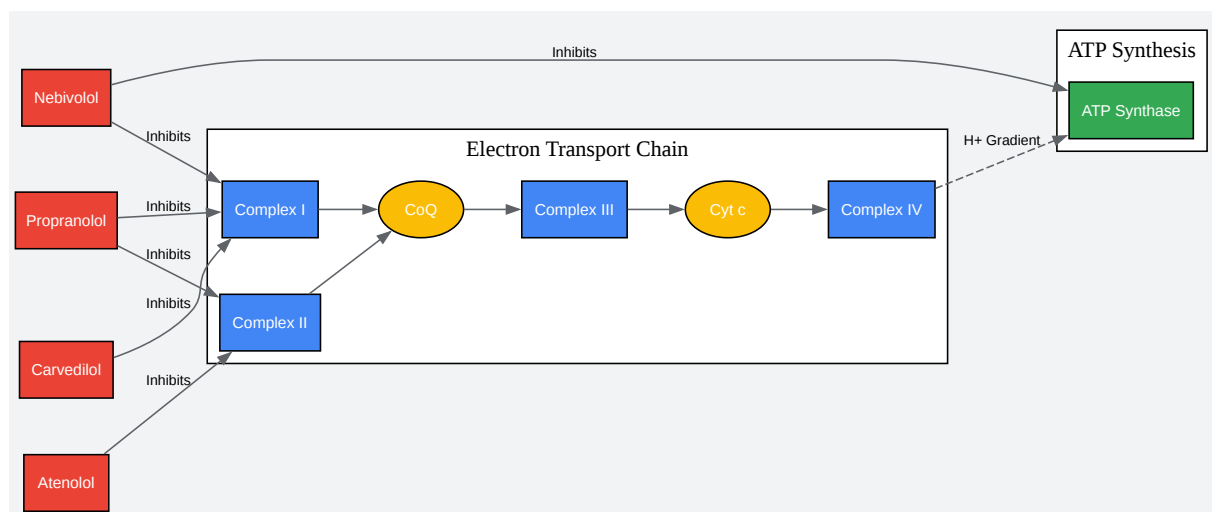 Inhibits
ATP Synthesis
Nebivolol
ATP Synthase
Inhibits
H+ Gradient
Electron Transport Chain
Propranolol
Inhibits
Complex I
CoQ
Complex III
Cyt c
Complex IV
Inhibits
Inhibits
Complex II
Carvedilol
Inhibits
Atenolol